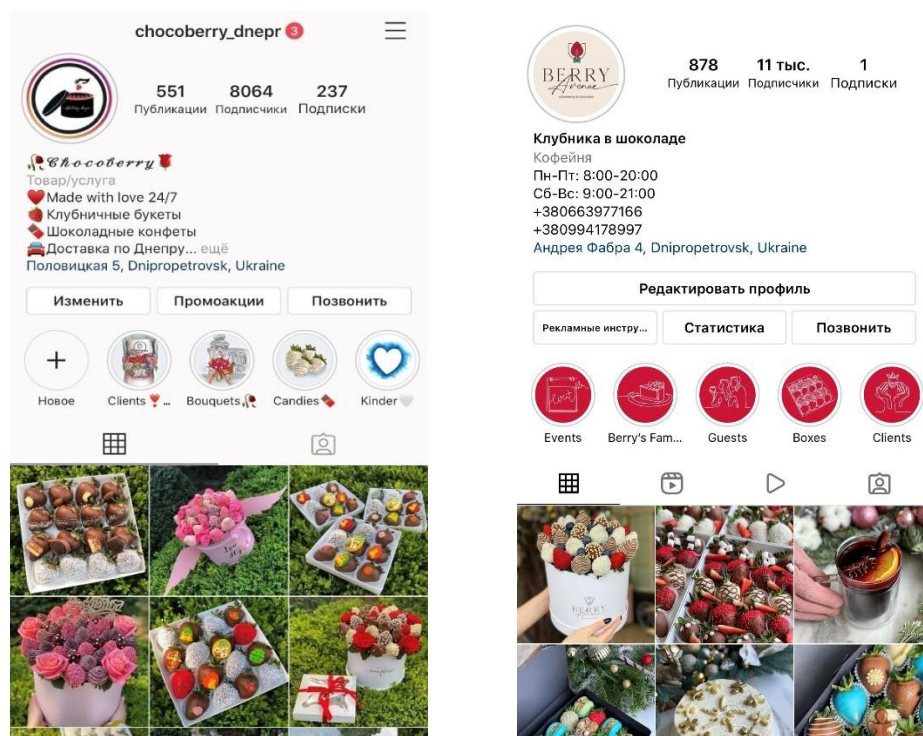 chocoberry_dnepr 3
551 8064 237
Публикации Подписчики Подписки
🥀𝓒𝓱𝓸𝓬𝓸𝓫𝓮𝓻𝓻𝔂🌹
Товар/услуга
❤️Made with love 24/7
🍓Клубничные букеты
🍫Шоколадные конфеты
🚘Доставка по Днепру... ещё
Половицкая 5, Dnipropetrovsk, Ukraine
Изменить Промоакции Позвонить
Новое Clients❣️... Bouquets🥀 Candies🍫 Kinder🤍
BERRY
Avenue
878 11 тыс. 1
Публикации Подписчики Подписки
Клубника в шоколаде
Кофейня
Пн-Пт: 8:00-20:00
Сб-Вс: 9:00-21:00
+380663977166
+380994178997
Андрея Фабра 4, Dnipropetrovsk, Ukraine
Редактировать профиль
Рекламные инстру... Статистика Позвонить
Events Berry's Fam... Guests Boxes Clients
BERRY